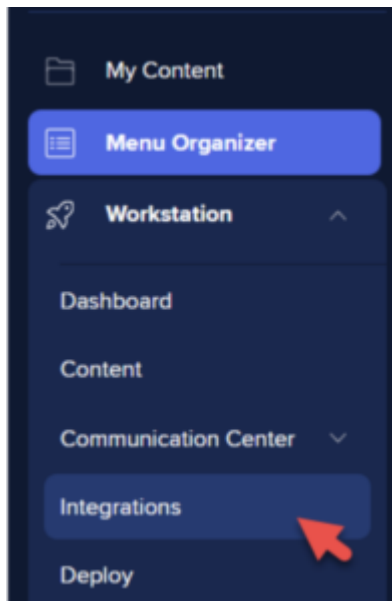 My Content
Menu Organizer
Workstation
Dashboard
Content
Communication Center
Integrations
Deploy